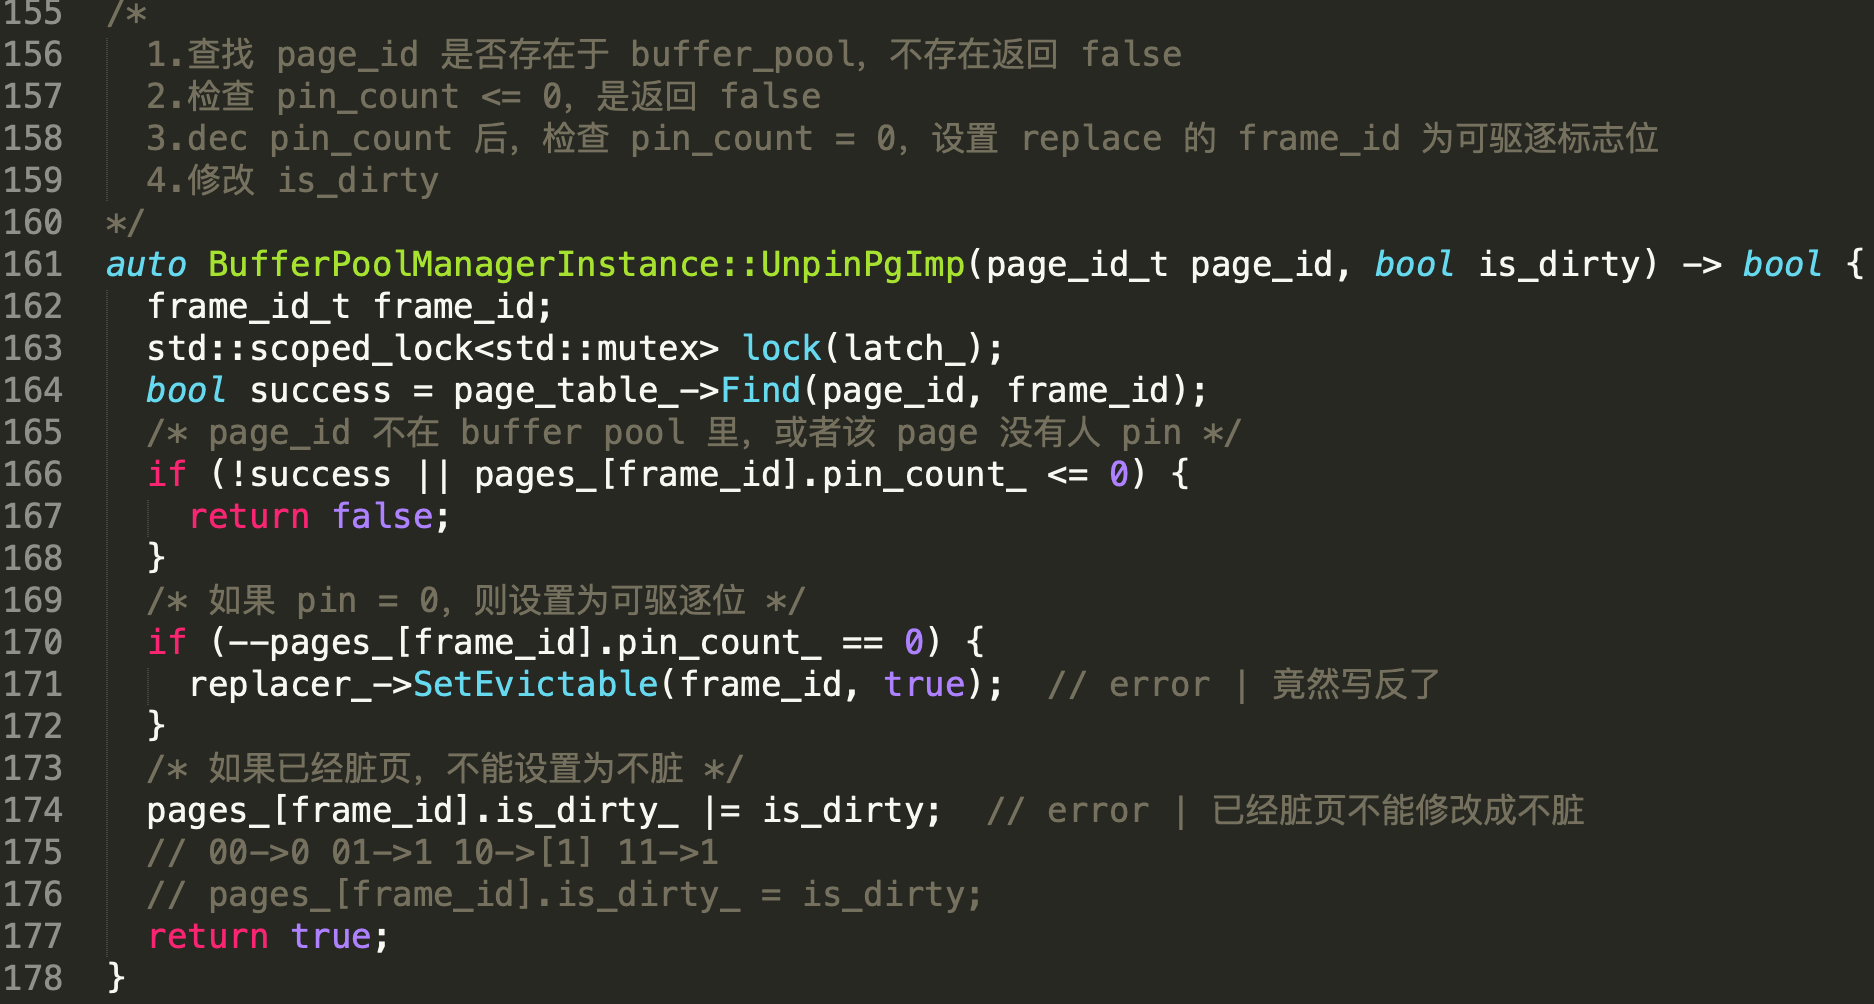 155 /*
156 1.查找 page_id 是否存在于 buffer_pool，不存在返回 false
157 2.检查 pin_count <= 0，是返回 false
158 3.dec pin_count 后，检查 pin_count = 0，设置 replace 的 frame_id 为可驱逐标志位
159 4.修改 is_dirty
160 */
161 auto BufferPoolManagerInstance::UnpinPgImp(page_id_t page_id, bool is_dirty) -> bool {
162 frame_id_t frame_id;
163 std::scoped_lock<std::mutex> lock(latch_);
164 bool success = page_table_->Find(page_id, frame_id);
165 /* page_id 不在 buffer pool 里，或者该 page 没有人 pin */
166 if (!success || pages_[frame_id].pin_count_ <= 0) {
167 return false;
168 }
169 /* 如果 pin = 0，则设置为可驱逐位 */
170 if (--pages_[frame_id].pin_count_ == 0) {
171 replacer_->SetEvictable(frame_id, true); // error | 竟然写反了
172 }
173 /* 如果已经脏页，不能设置为不脏 */
174 pages_[frame_id].is_dirty_ |= is_dirty; // error | 已经脏页不能修改成不脏
175 // 00->0 01->1 10->[1] 11->1
176 // pages_[frame_id].is_dirty_ = is_dirty;
177 return true;
178 }